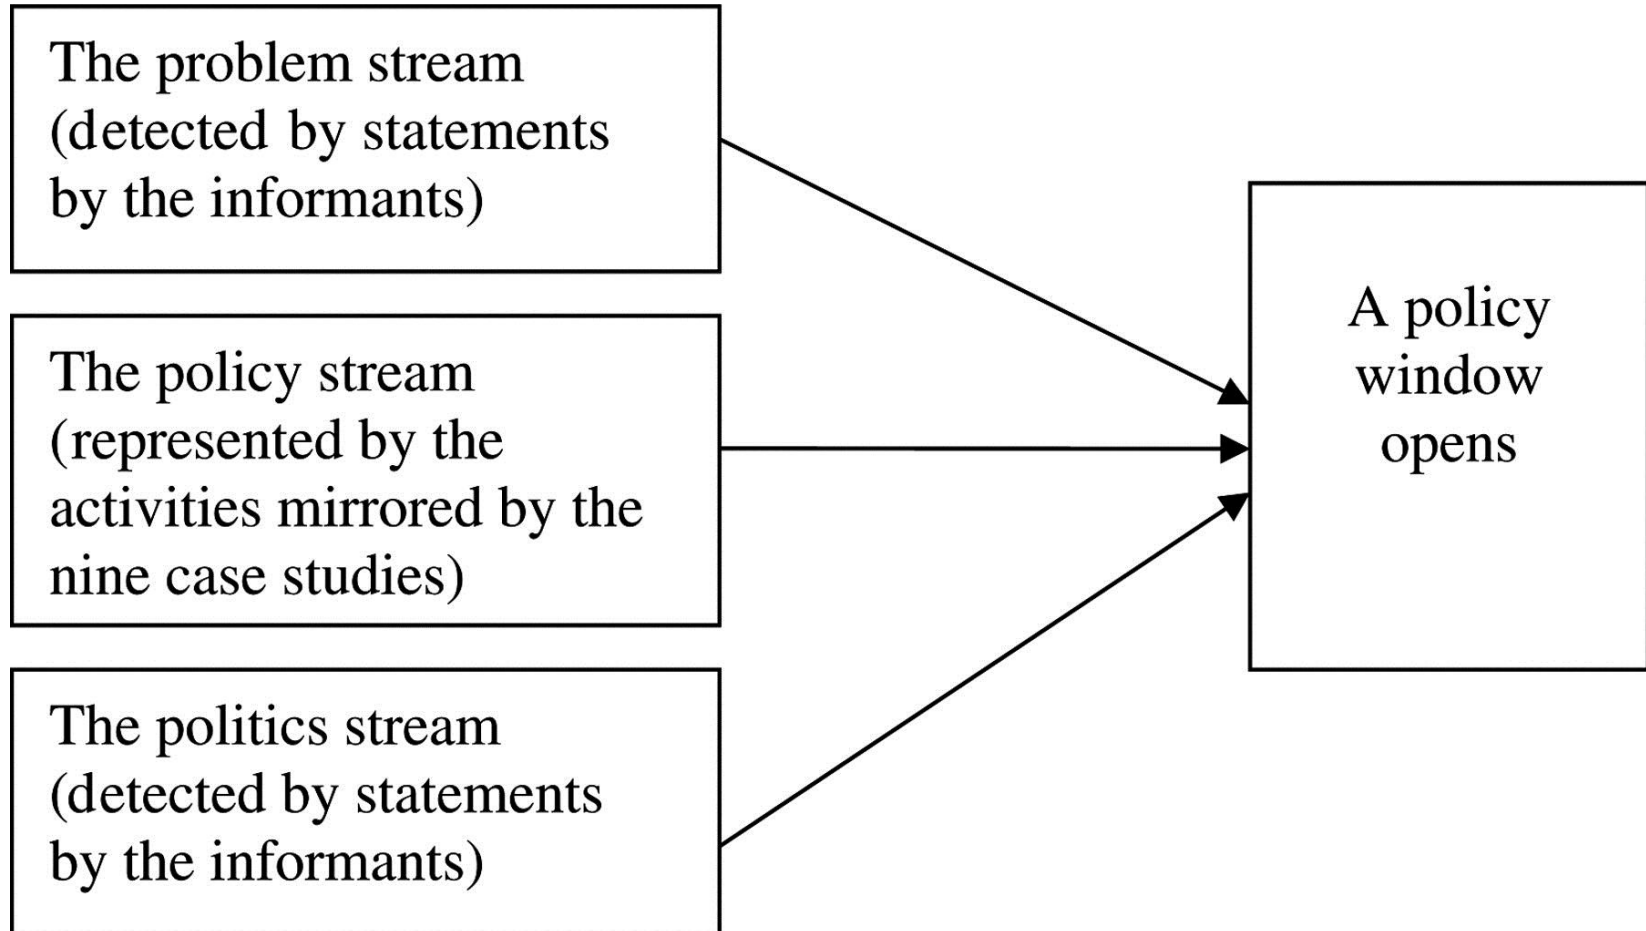 The problem stream
(detected by statements
by the informants)
The policy stream
(represented by the
activities mirrored by the
nine case studies)
The politics stream
(detected by statements
by the informants)
A policy
window
opens